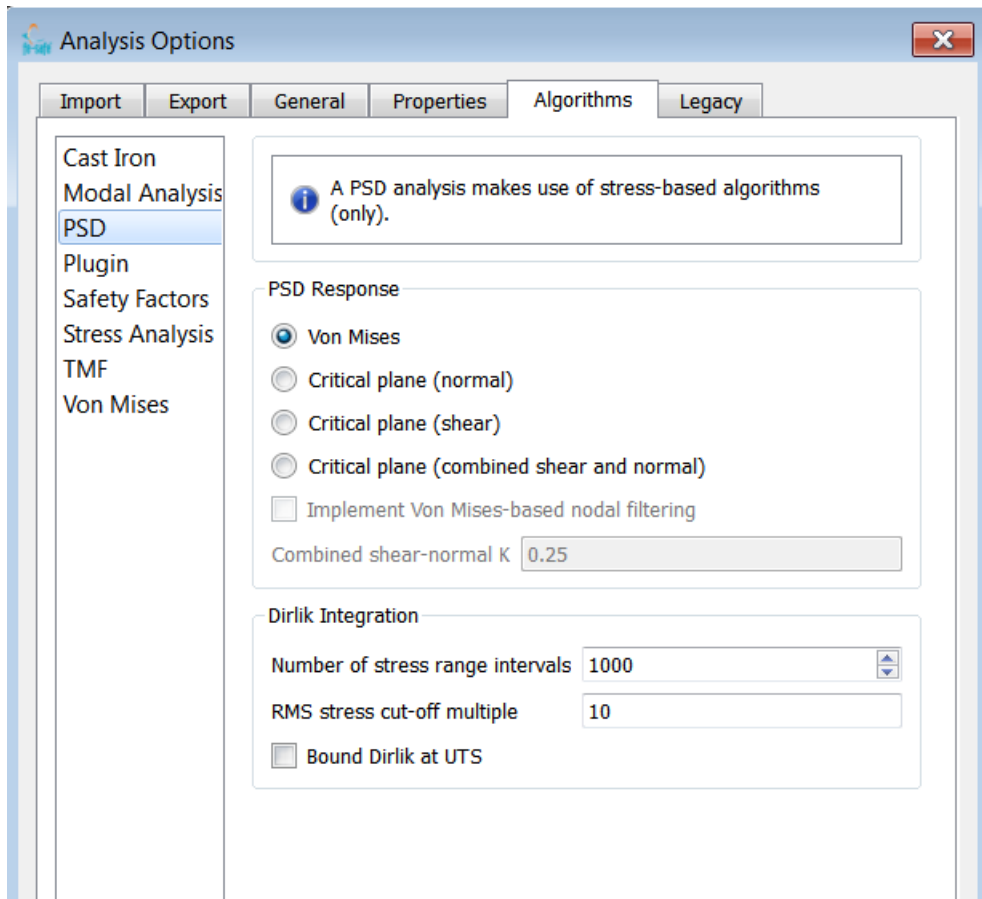 Analysis Options
Import
Export
General
Properties
Algorithms
Legacy
Cast Iron
Modal Analysis
PSD
Plugin
Safety Factors
Stress Analysis
TMF
Von Mises
A PSD analysis makes use of stress-based algorithms
(only).
PSD Response
Von Mises
Critical plane (normal)
Critical plane (shear)
Critical plane (combined shear and normal)
Implement Von Mises-based nodal filtering
Combined shear-normal K 0.25
Dirlik Integration
Number of stress range intervals 1000
RMS stress cut-off multiple 10
Bound Dirlik at UTS